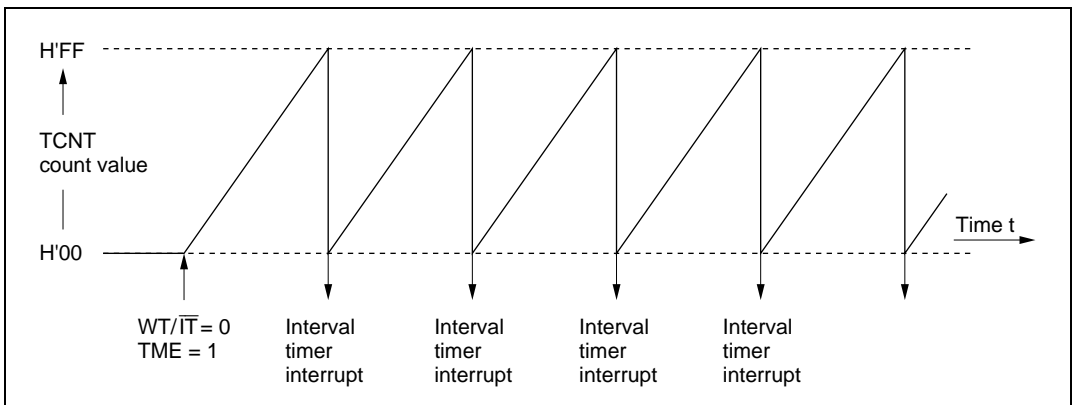 H'FF
TCNT
count value
Time t
H'00
WT/I̅T̅ = 0
TME = 1
Interval
timer
interrupt
Interval
timer
interrupt
Interval
timer
interrupt
Interval
timer
interrupt